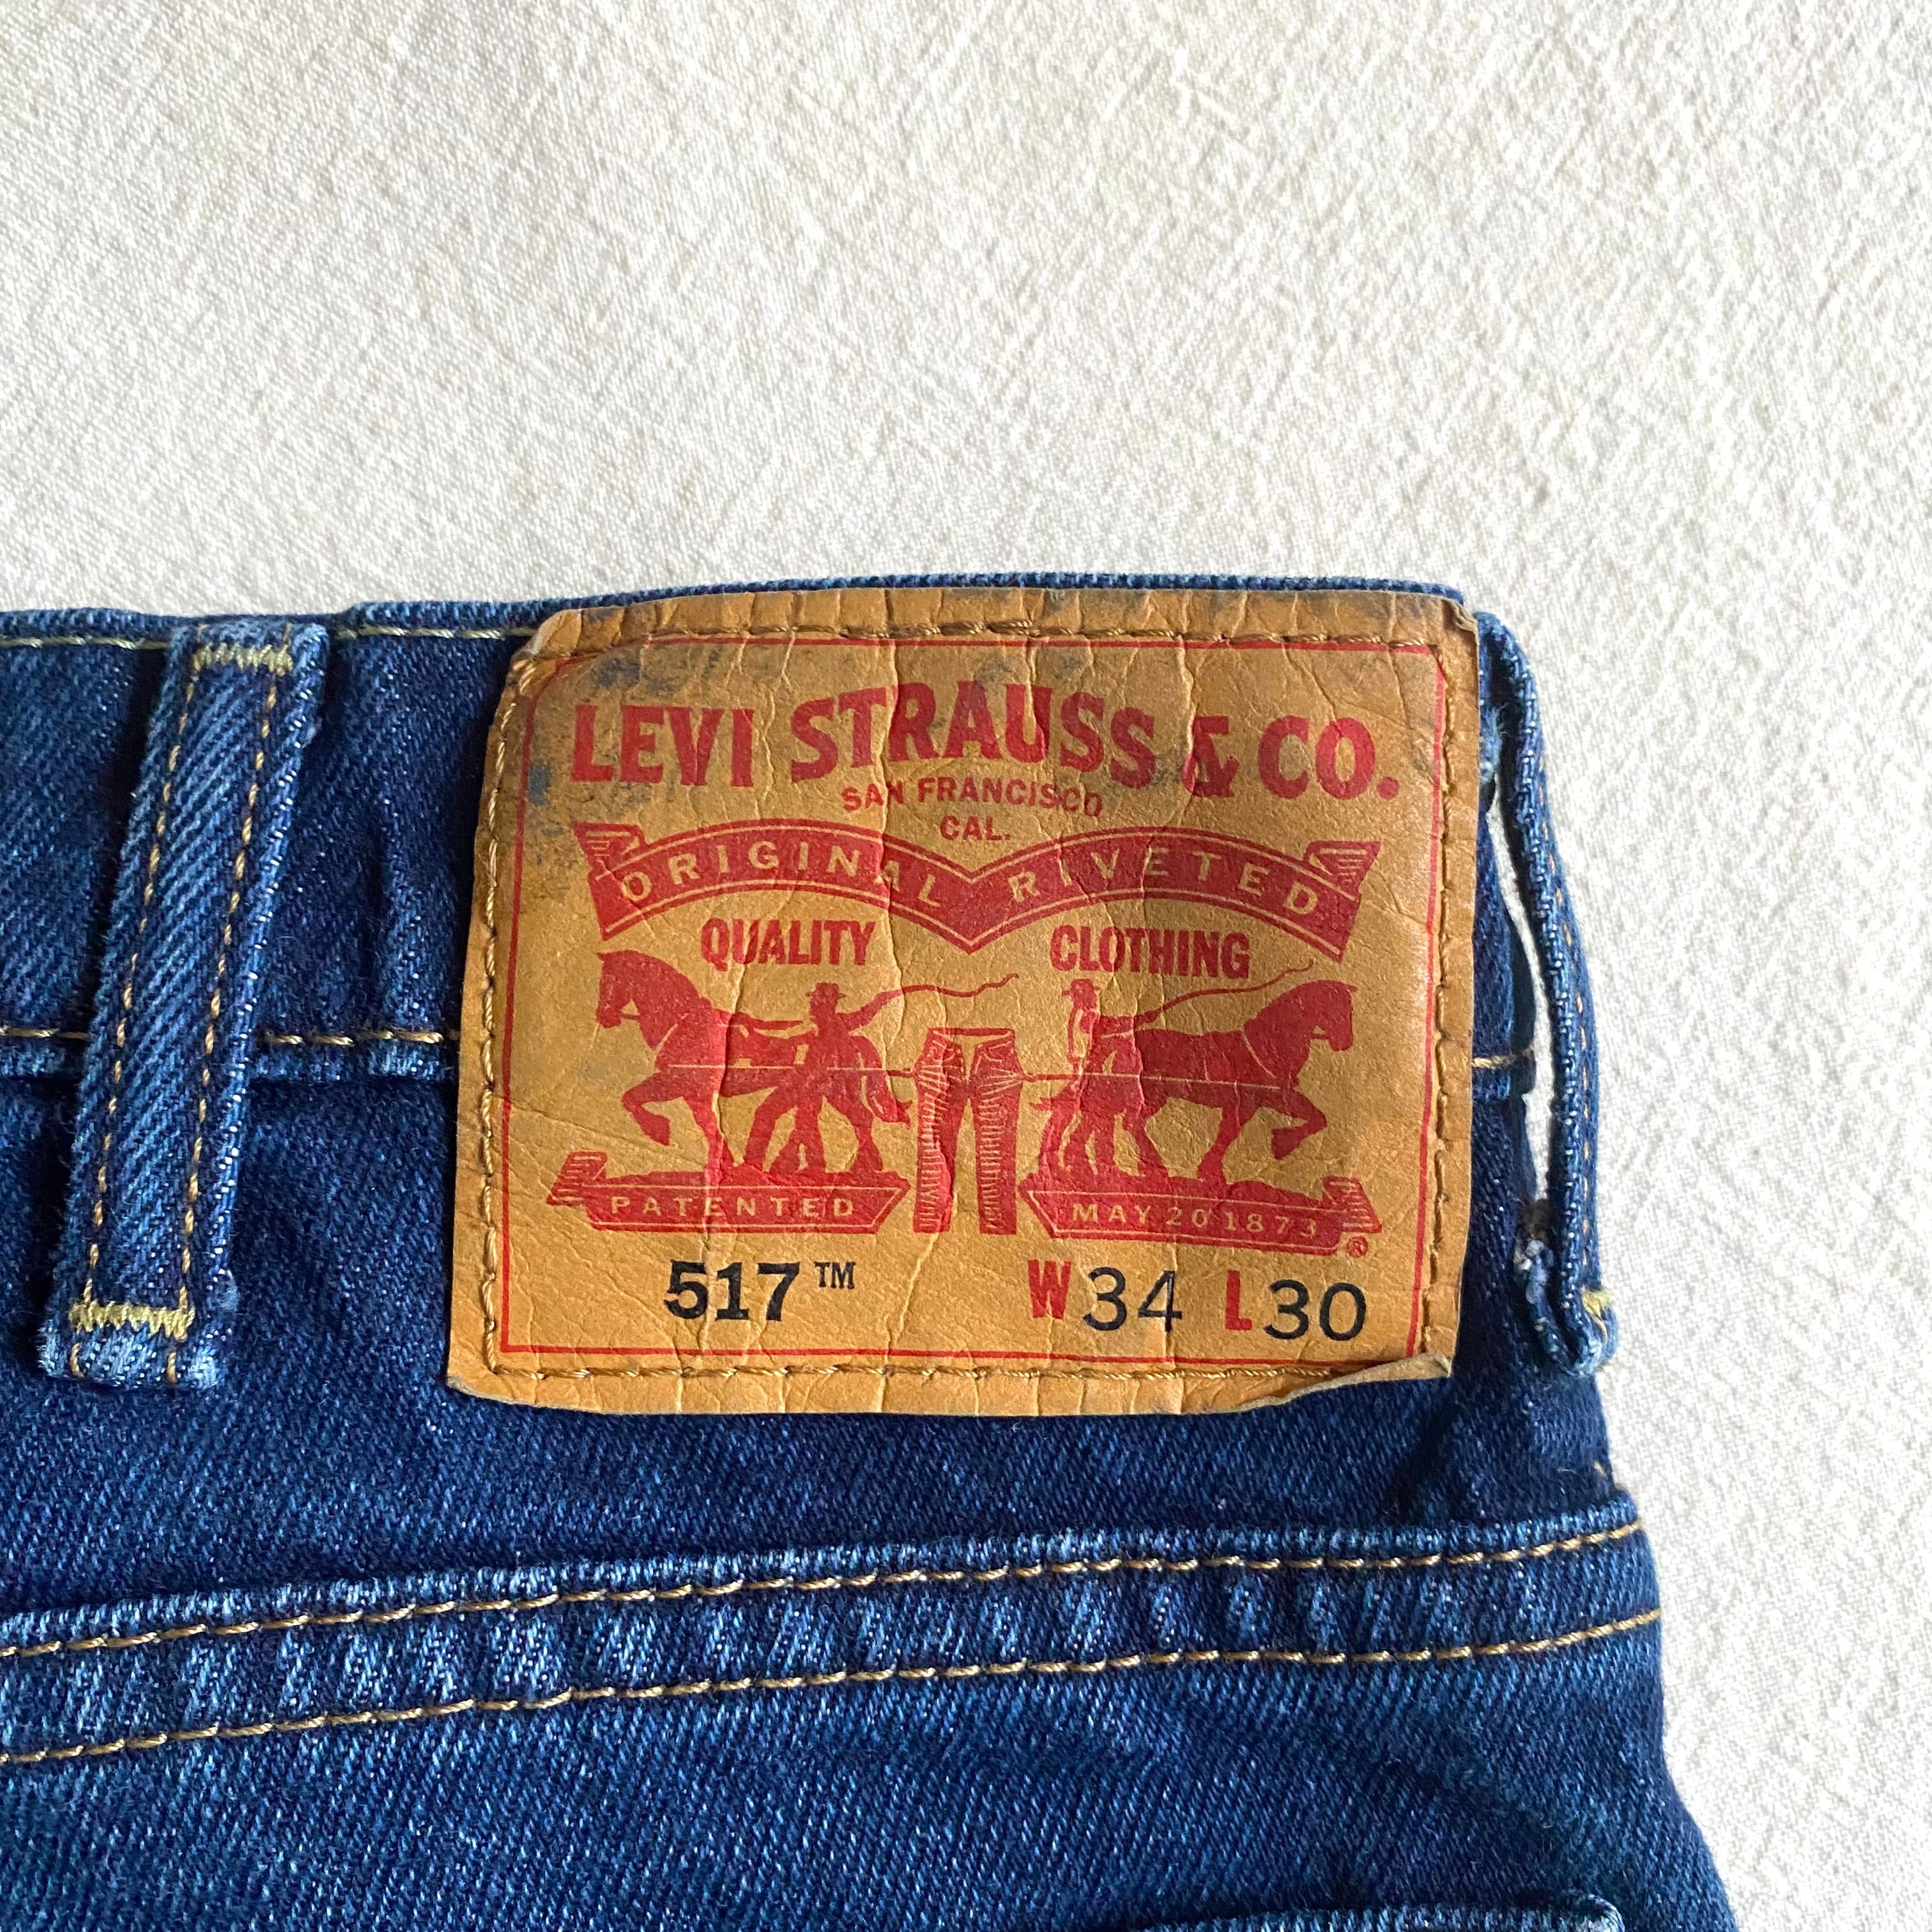 LEVI STRAUSS & CO.
SAN FRANCISCO
CAL.
ORIGINAL RIVETED
QUALITY CLOTHING
PATENTED MAY 20 1873 ®
517™ W34 L30